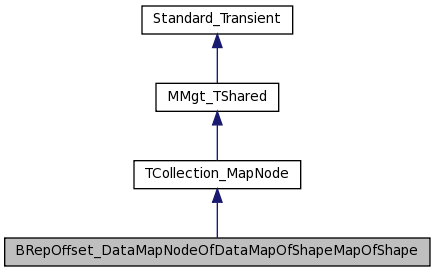 Standard_Transient
MMgt_TShared
TCollection_MapNode
BRepOffset_DataMapNodeOfDataMapOfShapeMapOfShape